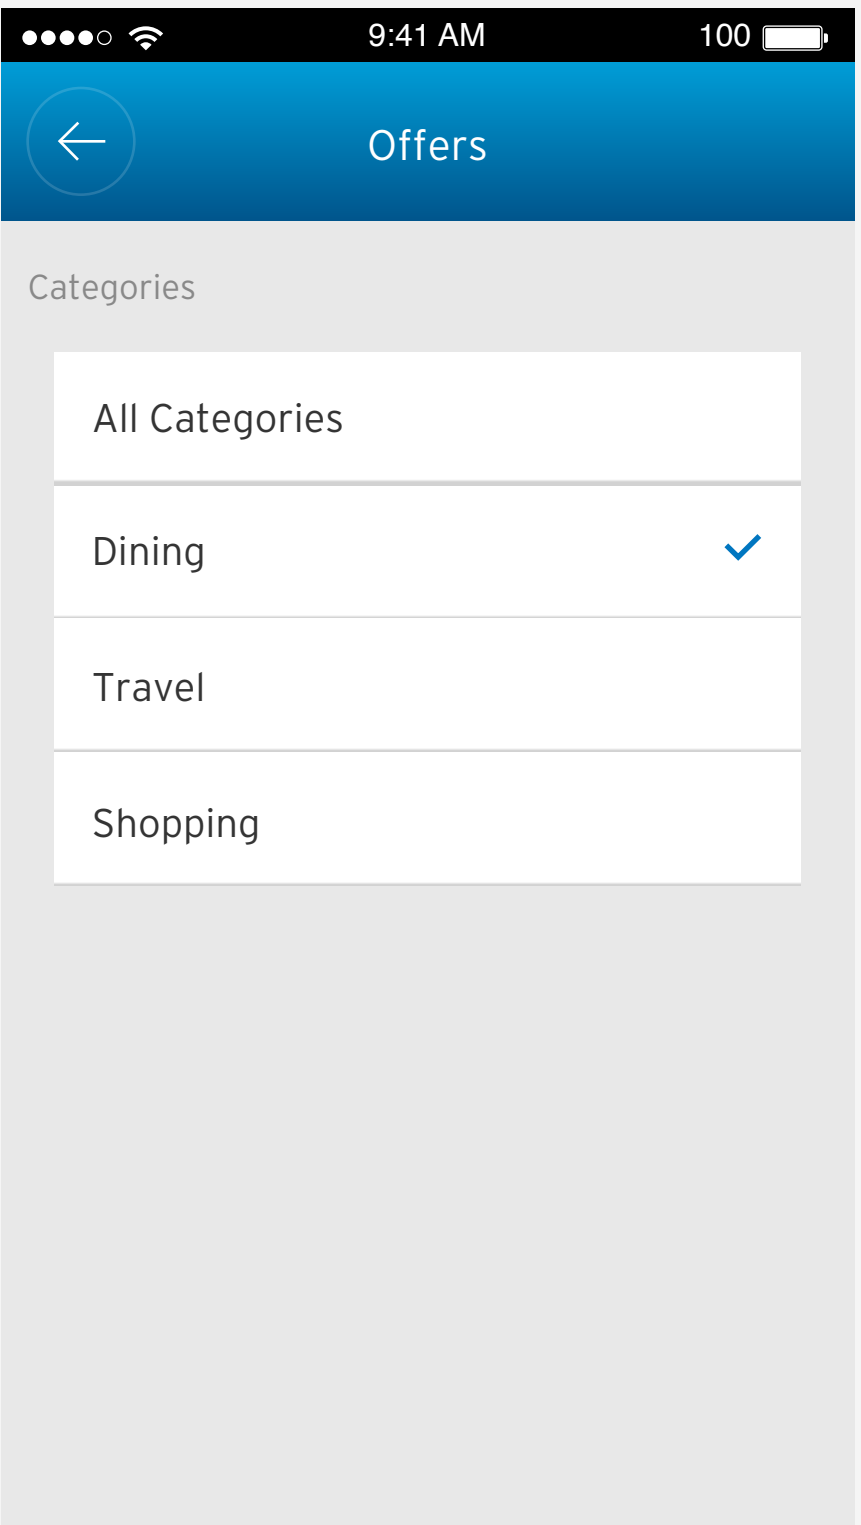 9:41 AM 100
Offers
Categories
All Categories
Dining
Travel
Shopping